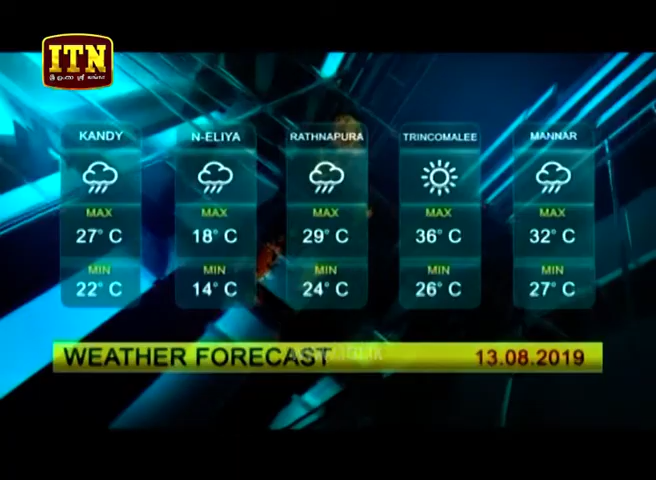 ITN
KANDY
N-ELIYA
RATHNAPURA
TRINCOMALEE
MANNAR
MAX
MAX
MAX
MAX
MAX
27° C
18° C
29° C
36° C
32° C
MIN
MIN
MIN
MIN
MIN
22° C
14° C
24° C
26° C
27° C
WEATHER FORECAST
13.08.2019